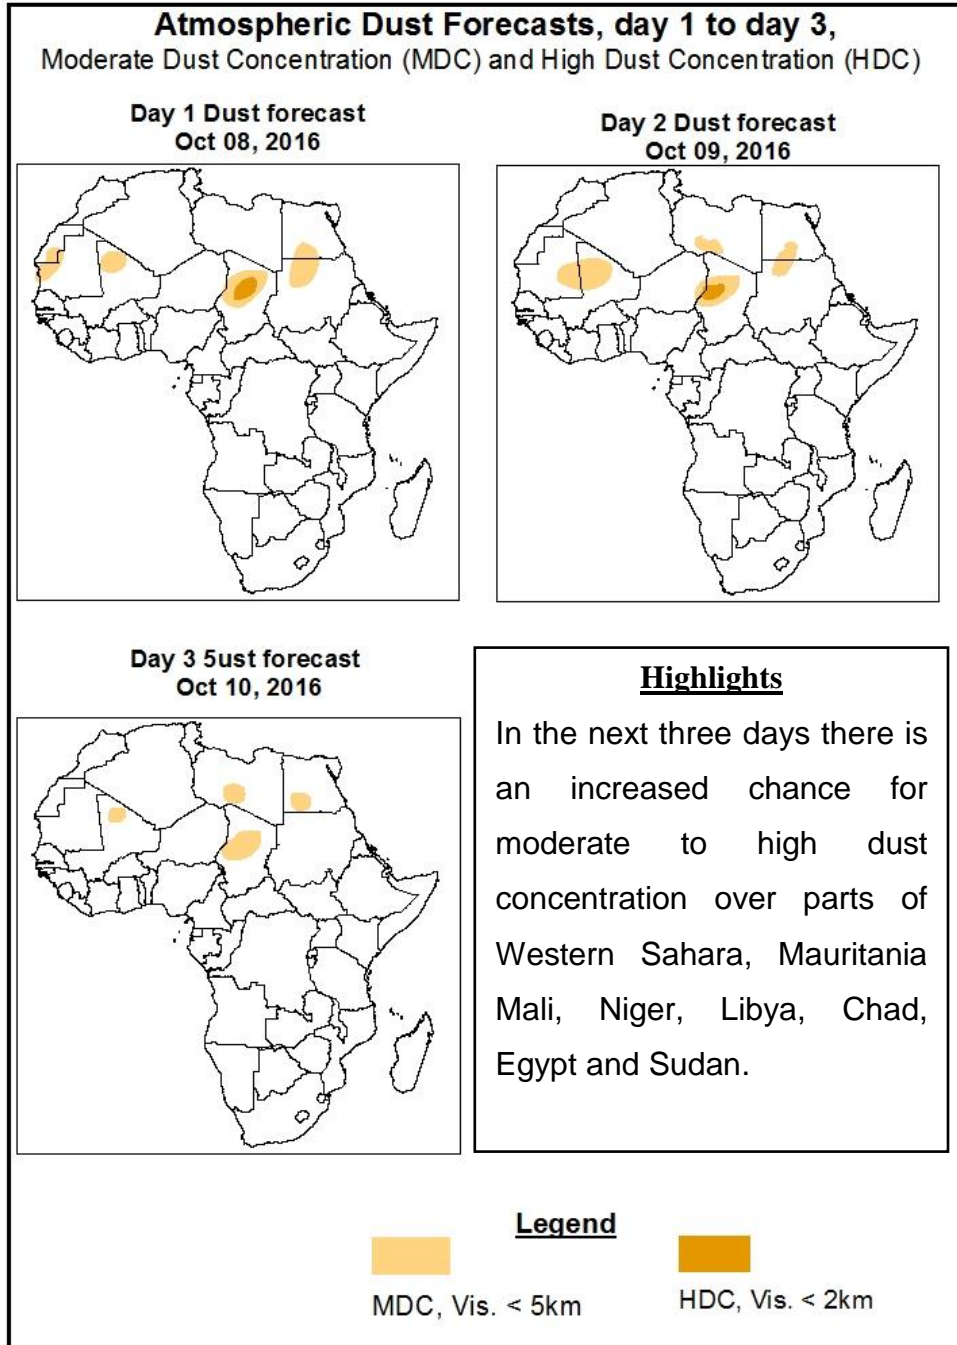 Atmospheric Dust Forecasts, day 1 to day 3,
Moderate Dust Concentration (MDC) and High Dust Concentration (HDC)
Day 1 Dust forecast
Oct 08, 2016
Day 2 Dust forecast
Oct 09, 2016
Day 3 5ust forecast
Oct 10, 2016
Highlights
In the next three days there is
an increased chance for
moderate to high dust
concentration over parts of
Western Sahara, Mauritania
Mali, Niger, Libya, Chad,
Egypt and Sudan.
Legend
MDC, Vis. < 5km
HDC, Vis. < 2km